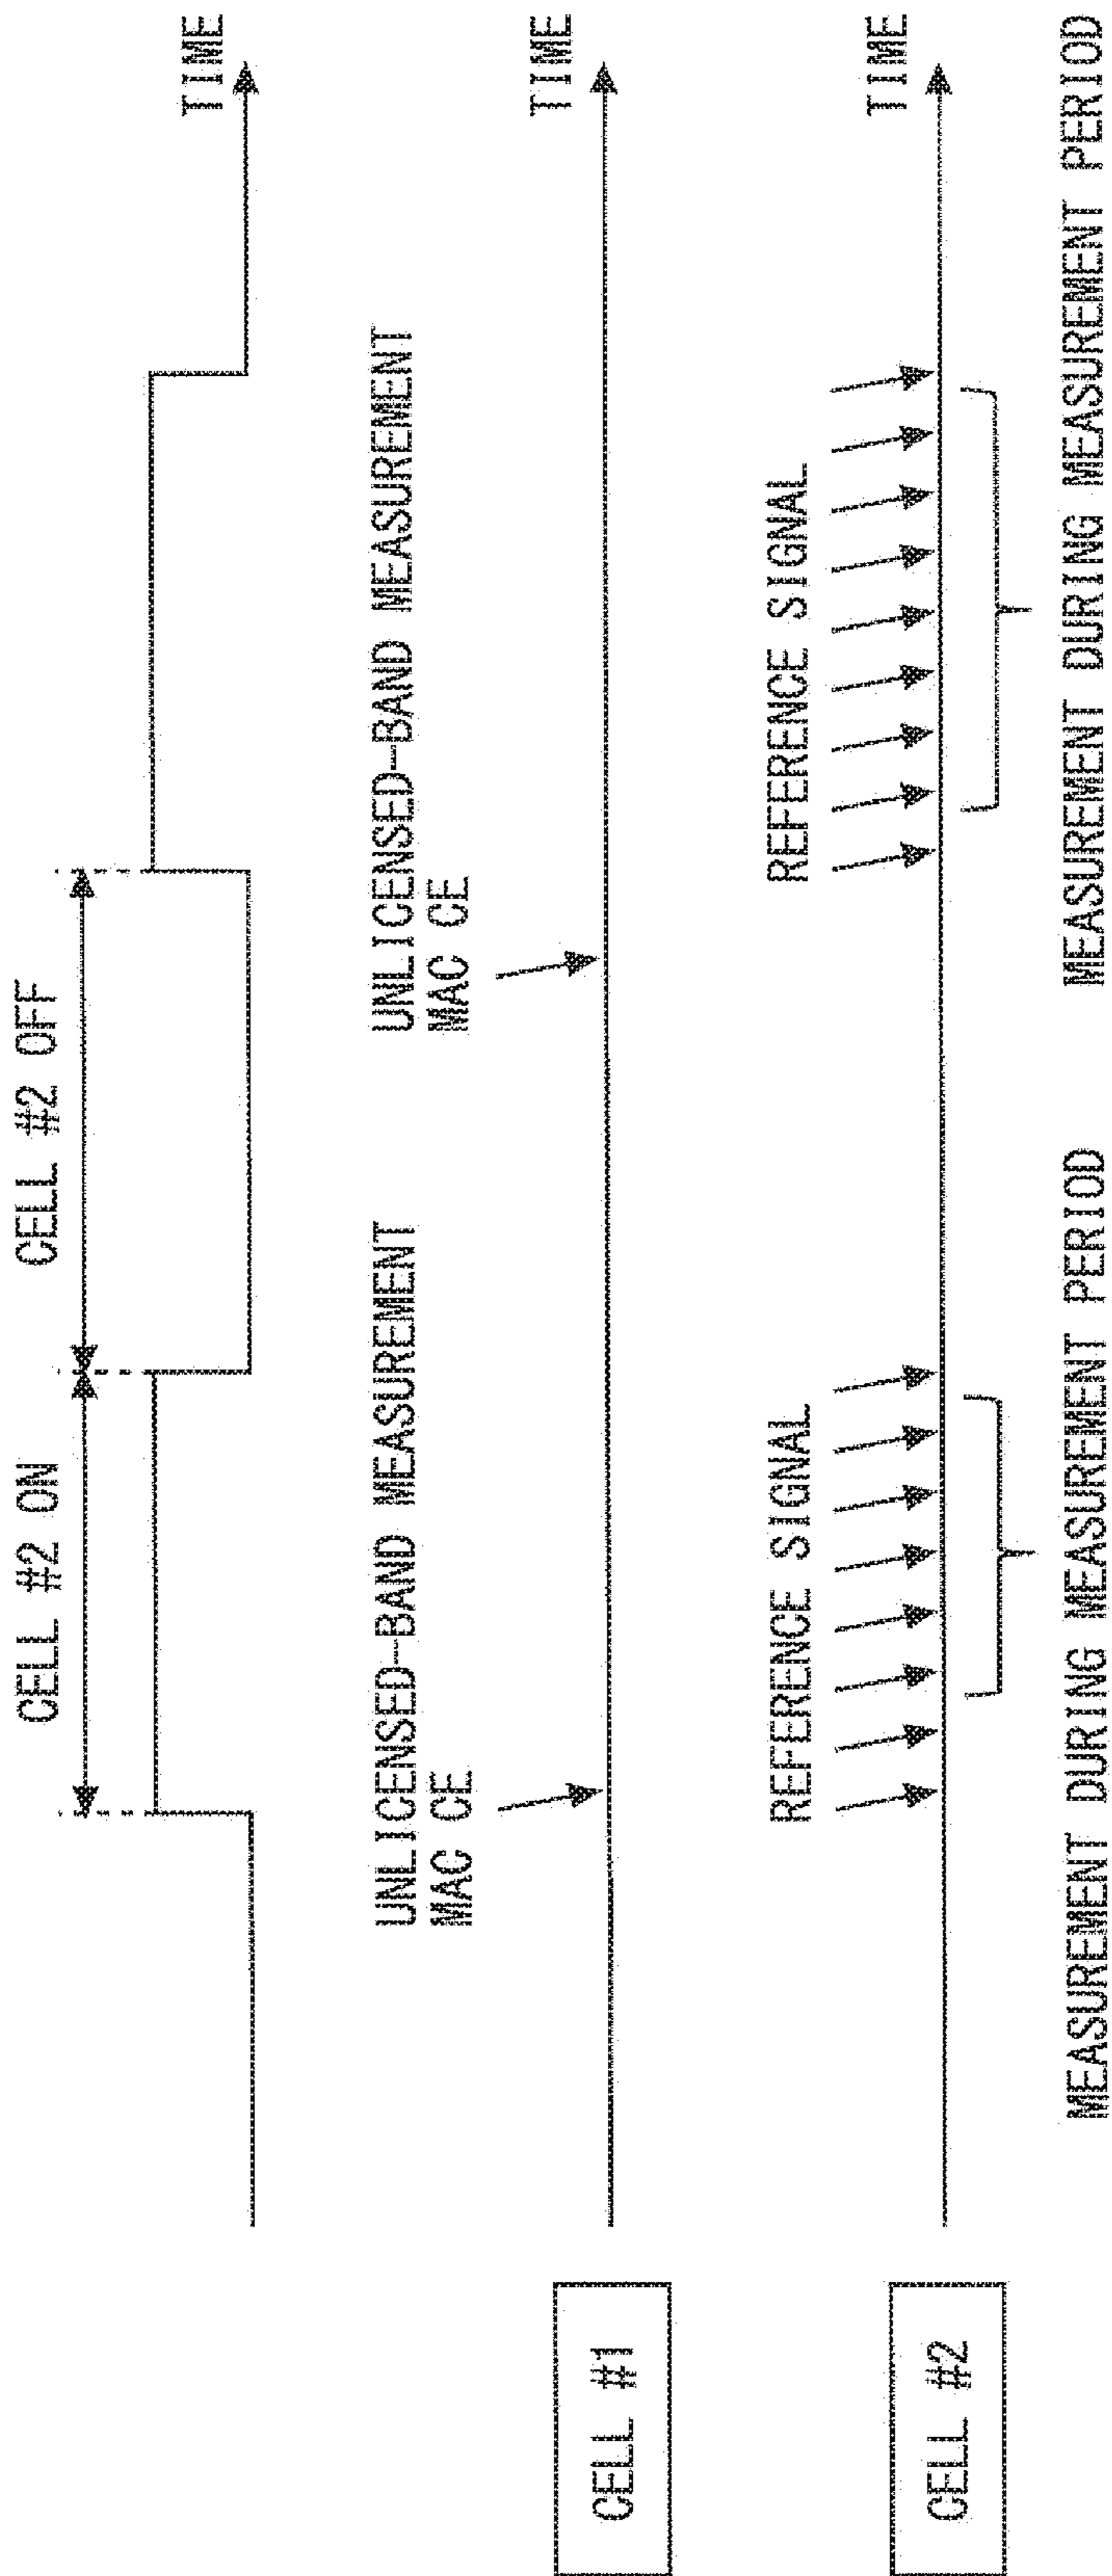 CELL #2 ON
CELL #2 OFF
TIME
UNLICENSED-BAND MEASUREMENT
MAC CE
UNLICENSED-BAND MEASUREMENT
MAC CE
TIME
CELL #1
REFERENCE SIGNAL
REFERENCE SIGNAL
TIME
CELL #2
MEASUREMENT DURING MEASUREMENT PERIOD
MEASUREMENT DURING MEASUREMENT PERIOD